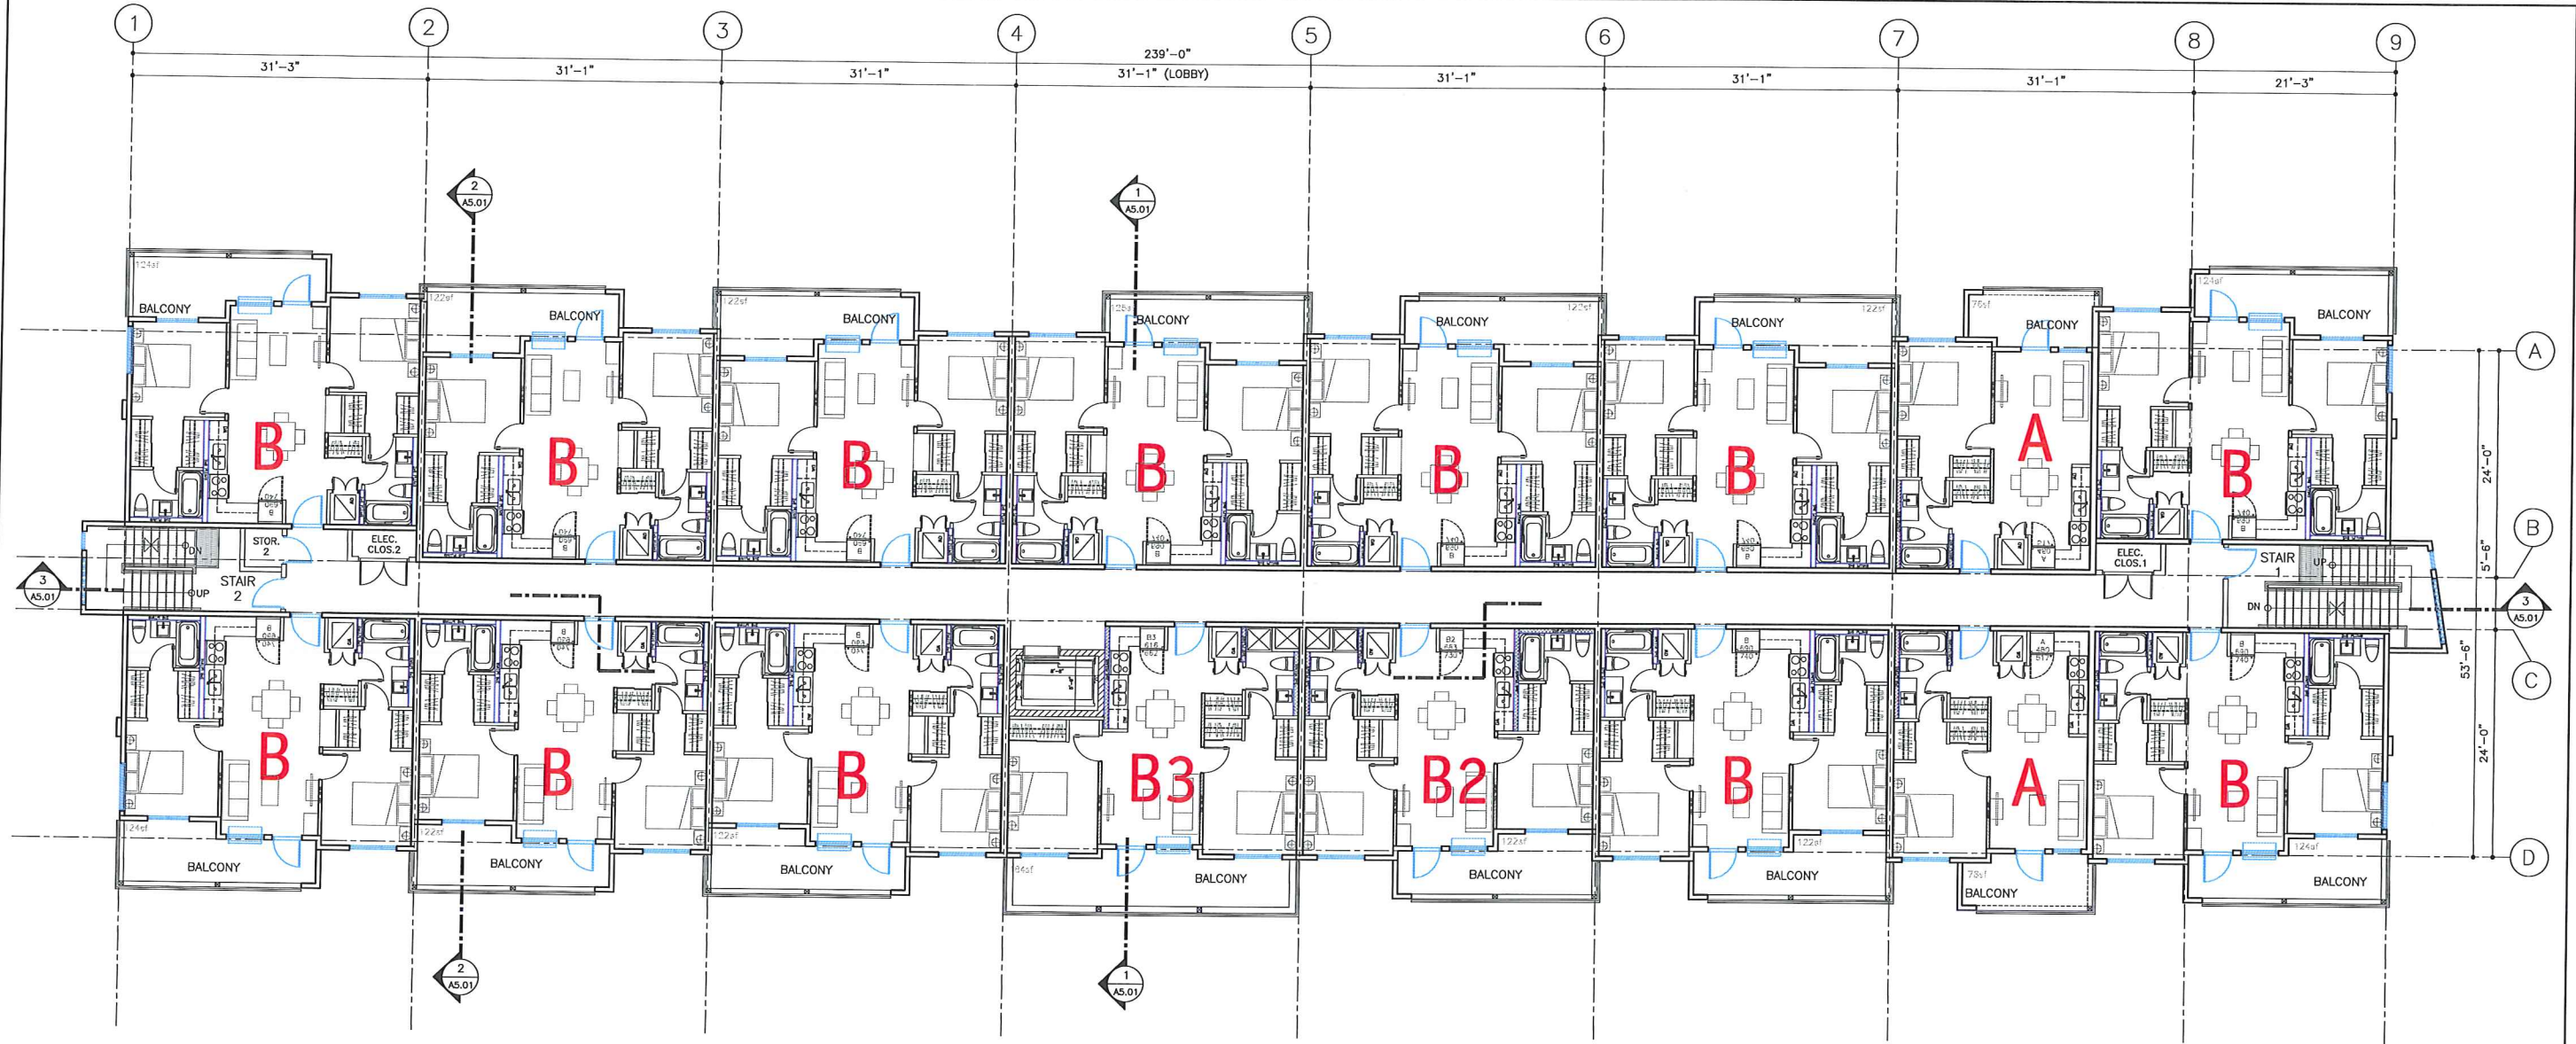 1
2
3
4
5
6
7
8
9
239'-0"
31'-3"
31'-1"
31'-1"
31'-1" (LOBBY)
31'-1"
31'-1"
31'-1"
21'-3"
2
A5.01
1
A5.01
124sf
BALCONY
122sf
BALCONY
122sf
BALCONY
BALCONY
122sf
BALCONY
122sf
BALCONY
BALCONY
124sf
BALCONY
A
B
B
B
B
B
B
A
B
24'-0"
STOR.
2
ELEC.
CLOS.2
DN
STAIR
2
UP
ELEC.
CLOS.1
STAIR
1
UP
DN
B
5'-6"
3
A5.01
3
A5.01
53'-6"
C
B
B
B
B3
B2
B
A
B
24'-0"
124sf
BALCONY
122sf
BALCONY
122sf
BALCONY
BALCONY
122sf
BALCONY
122sf
BALCONY
BALCONY
124sf
BALCONY
D
2
A5.01
1
A5.01